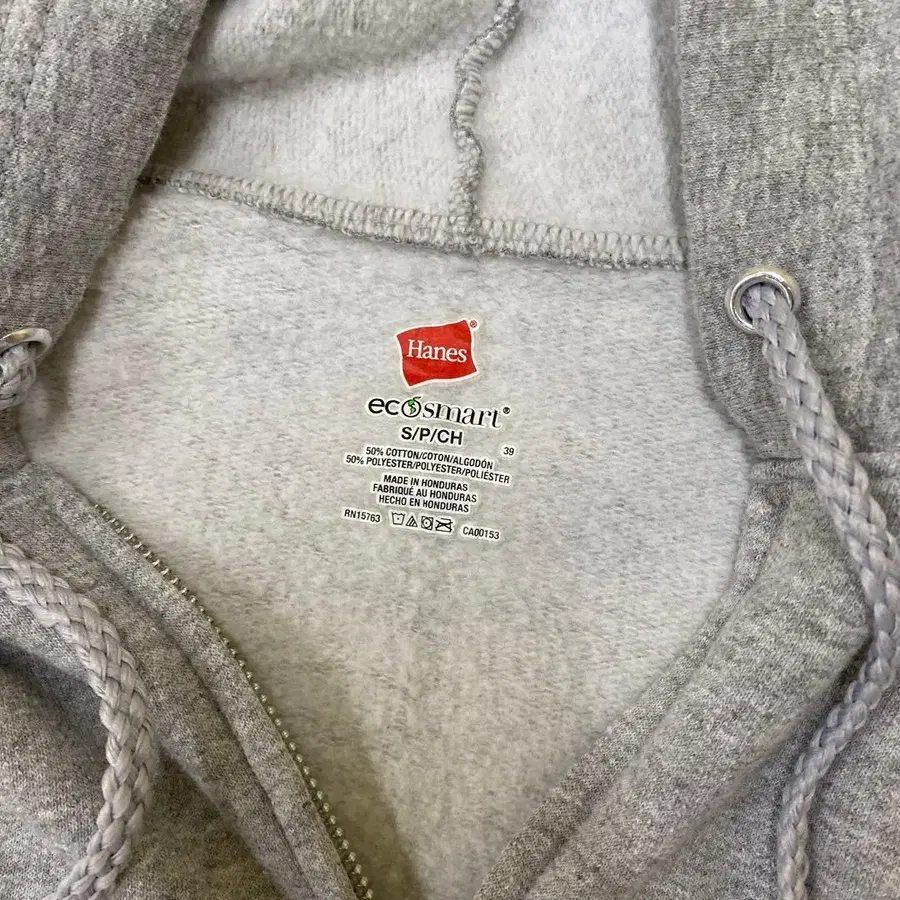 Hanes®
ecosmart®
S/P/CH
39
50% COTTON/COTON/ALGODÓN
50% POLYESTER/POLYESTER/POLIÉSTER
MADE IN HONDURAS
FABRIQUÉ AU HONDURAS
HECHO EN HONDURAS
RN15763 CA00153